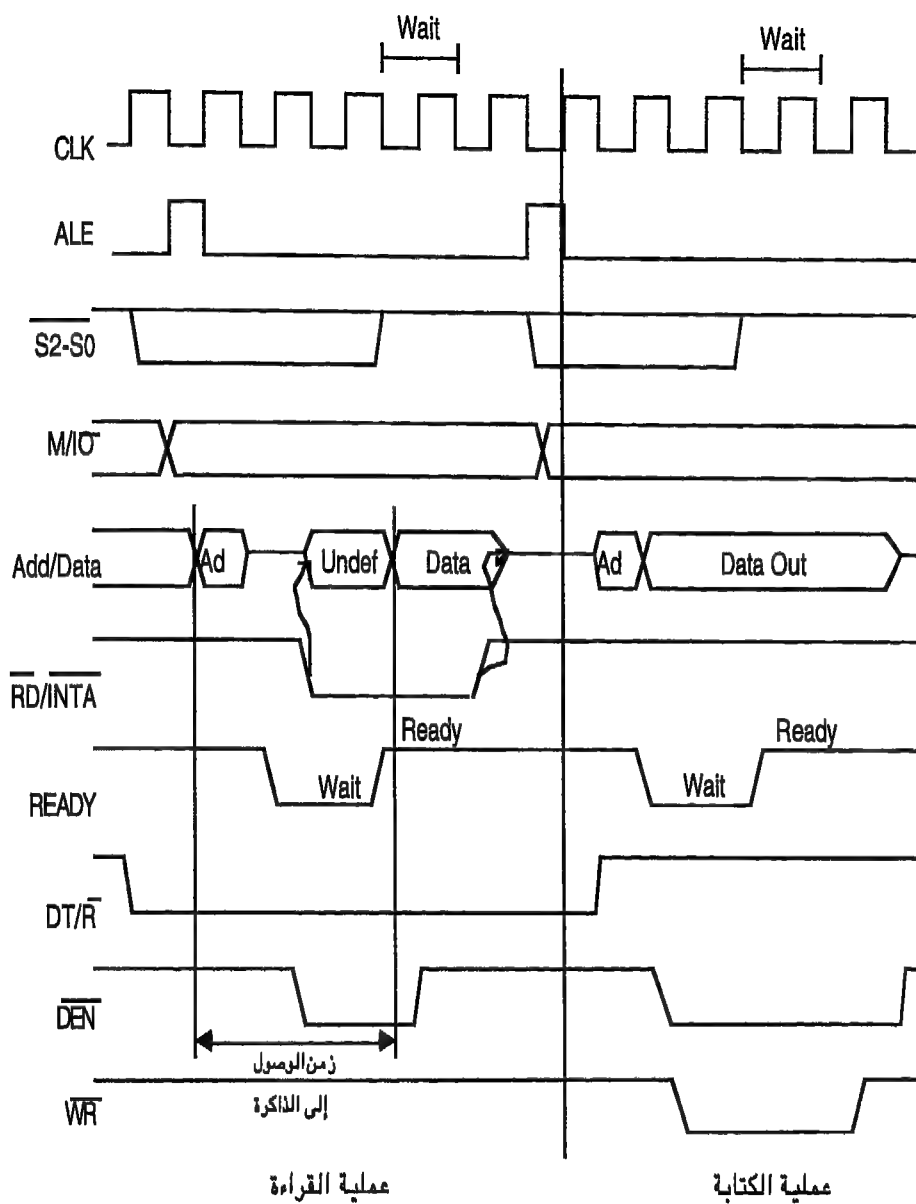 Wait
Wait
CLK
ALE
S2-S0
M/IO
Add/Data
Ad
Undef
Data
Ad
Data Out
RD/INTA
Ready
Ready
READY
Wait
Wait
DT/R
DEN
زمن الوصول
إلى الذاكرة
WR
عملية القراءة
عملية الكتابة